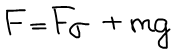 F = Fσ + mg